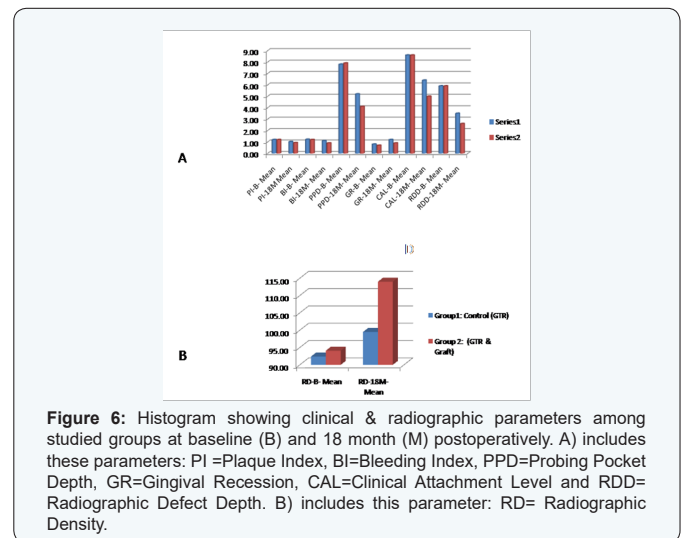 9.00
8.00
7.00
6.00
5.00
4.00
3.00
2.00
1.00
0.00
Series1
Series2
A
PI-B- Mean
PI-18M Mean
BI-B- Mean
BI-18M- Mean
PPD-B- Mean
PPD-18M- Mean
GR-B- Mean
GR-18M- Mean
CAL-B- Mean
CAL-18M- Mean
RDD-B- Mean
RDD-18M- Mean
115.00
110.00
105.00
100.00
95.00
90.00
Group1: Control (GTR)
Group 2: (GTR &
Graft)
B
RD-B- Mean
RD-18M-
Mean
Figure 6: Histogram showing clinical & radiographic parameters among
studied groups at baseline (B) and 18 month (M) postoperatively. A) includes
these parameters: PI =Plaque Index, BI=Bleeding Index, PPD=Probing Pocket
Depth, GR=Gingival Recession, CAL=Clinical Attachment Level and RDD=
Radiographic Defect Depth. B) includes this parameter: RD= Radiographic
Density.